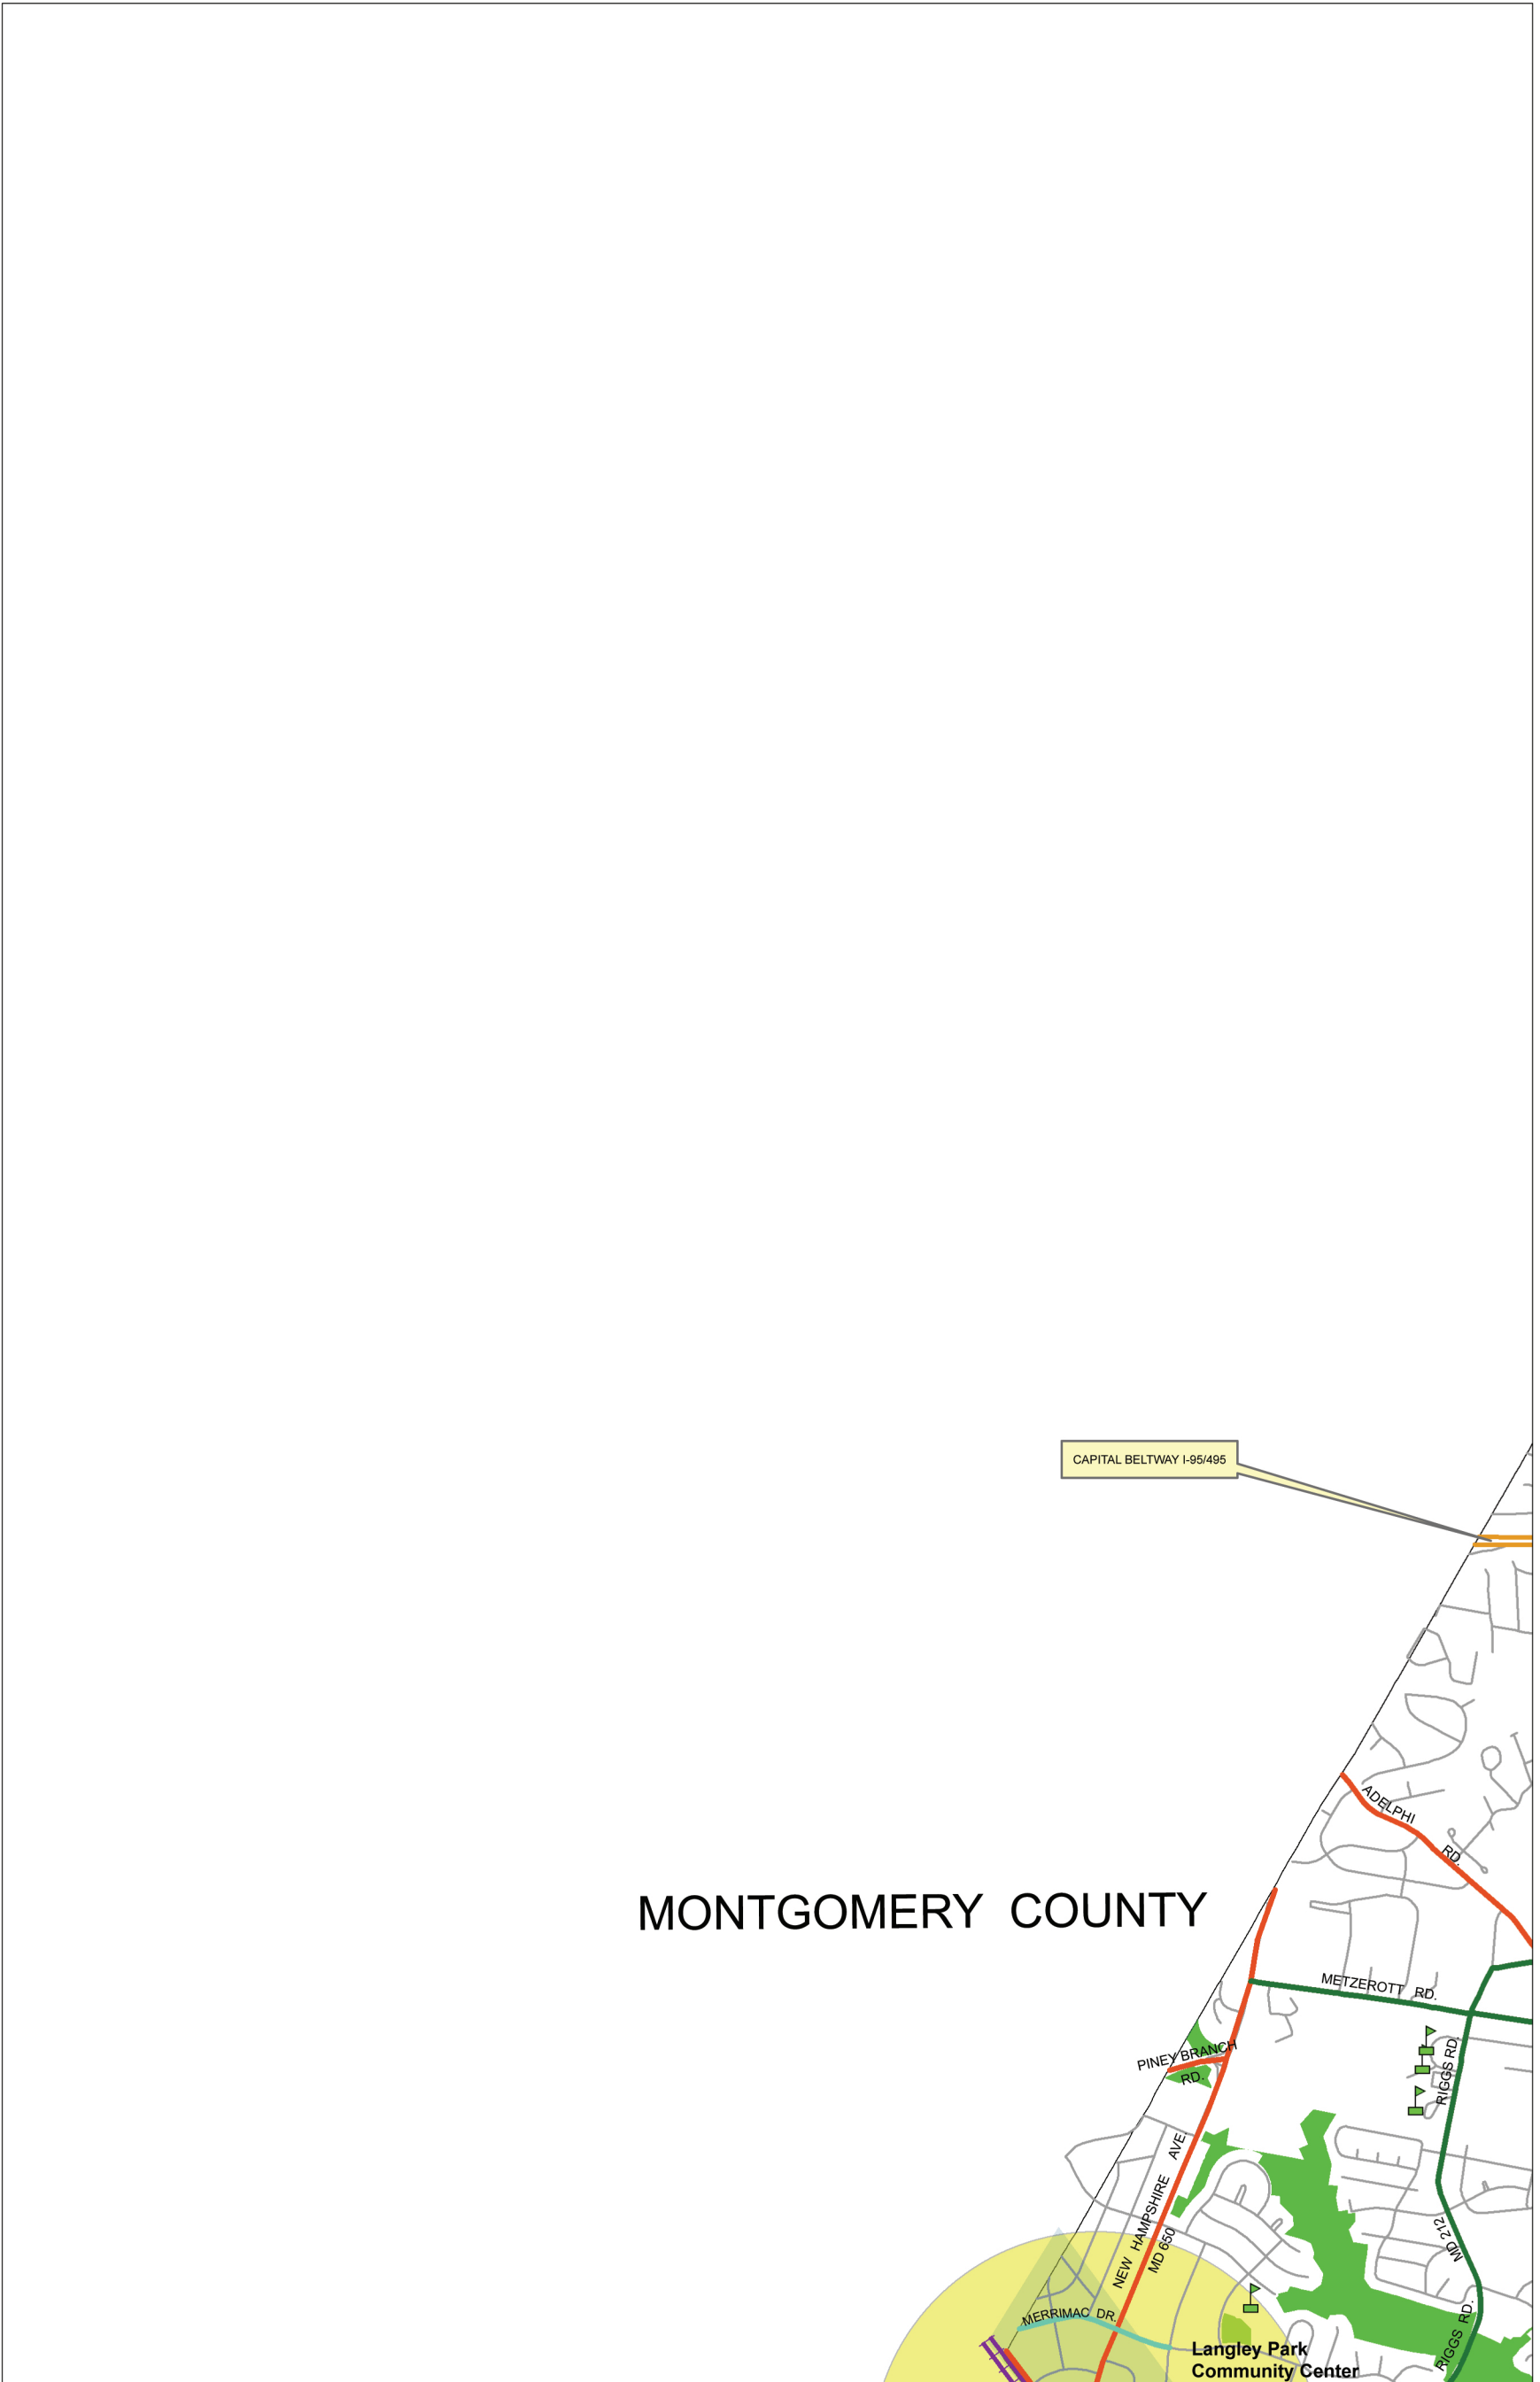 CAPITAL BELTWAY I-95/495
ADELPHI
RD.
MONTGOMERY COUNTY
METZEROTT RD.
PINEY BRANCH
RD.
RIGGS RD.
NEW HAMPSHIRE AVE.
MD 650
MD 212
MERRIMAC DR.
RIGGS RD.
Langley Park
Community Center